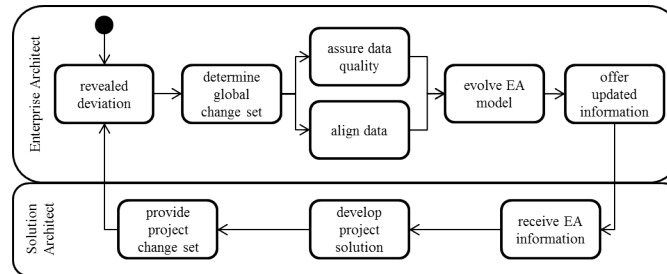 Enterprise Architect
revealed
deviation
determine
global
change set
assure data
quality
align data
evolve EA
model
offer
updated
information
Solution
Architect
provide
project
change set
develop
project
solution
receive EA
information